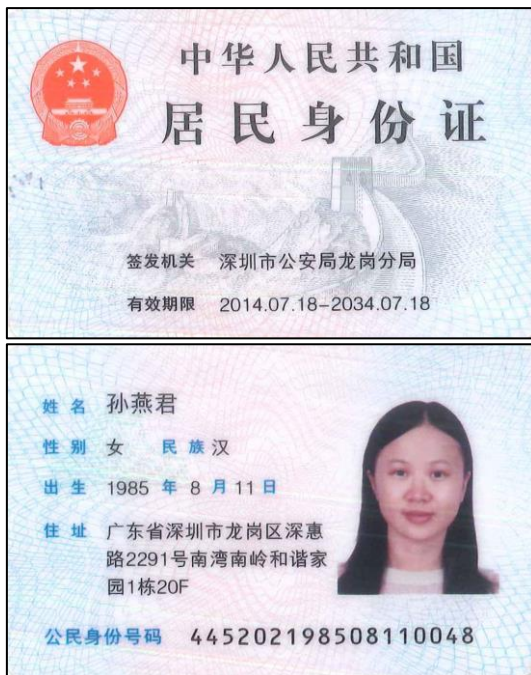 中华人民共和国
居民身份证
签发机关 深圳市公安局龙岗分局
有效期限 2014.07.18-2034.07.18
姓名 孙燕君
性别 女 民族 汉
出生 1985 年 8 月 11 日
住址 广东省深圳市龙岗区深惠
路2291号南湾南岭和谐家
园1栋20F
公民身份号码 445202198508110048